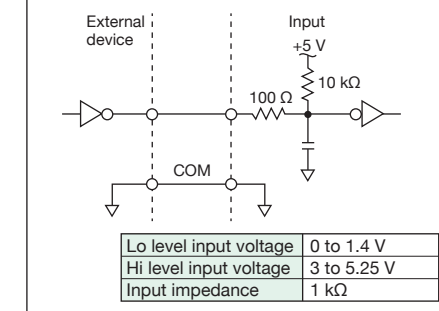 External
device
Input
+5 V
10 kΩ
100 Ω
COM
Lo level input voltage 0 to 1.4 V
Hi level input voltage 3 to 5.25 V
Input impedance 1 kΩ